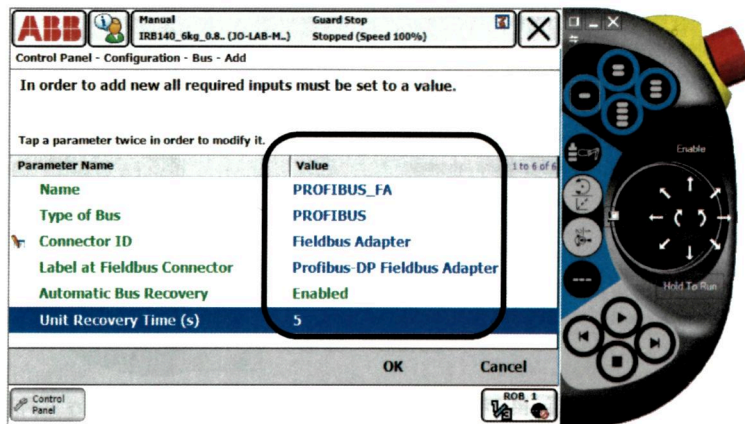 ABB
Manual
Guard Stop
IRB140_6kg_0.8.. (JO-LAB-M..)
Stopped (Speed 100%)
Control Panel - Configuration - Bus - Add
In order to add new all required inputs must be set to a value.
Tap a parameter twice in order to modify it.
Parameter Name Value 1 to 6 of 6
Name PROFIBUS_FA
Type of Bus PROFIBUS
Connector ID Fieldbus Adapter
Label at Fieldbus Connector Profibus-DP Fieldbus Adapter
Automatic Bus Recovery Enabled
Unit Recovery Time (s) 5
OK Cancel
Control
Panel
ROB_1
1/3
Enable
Hold To Run